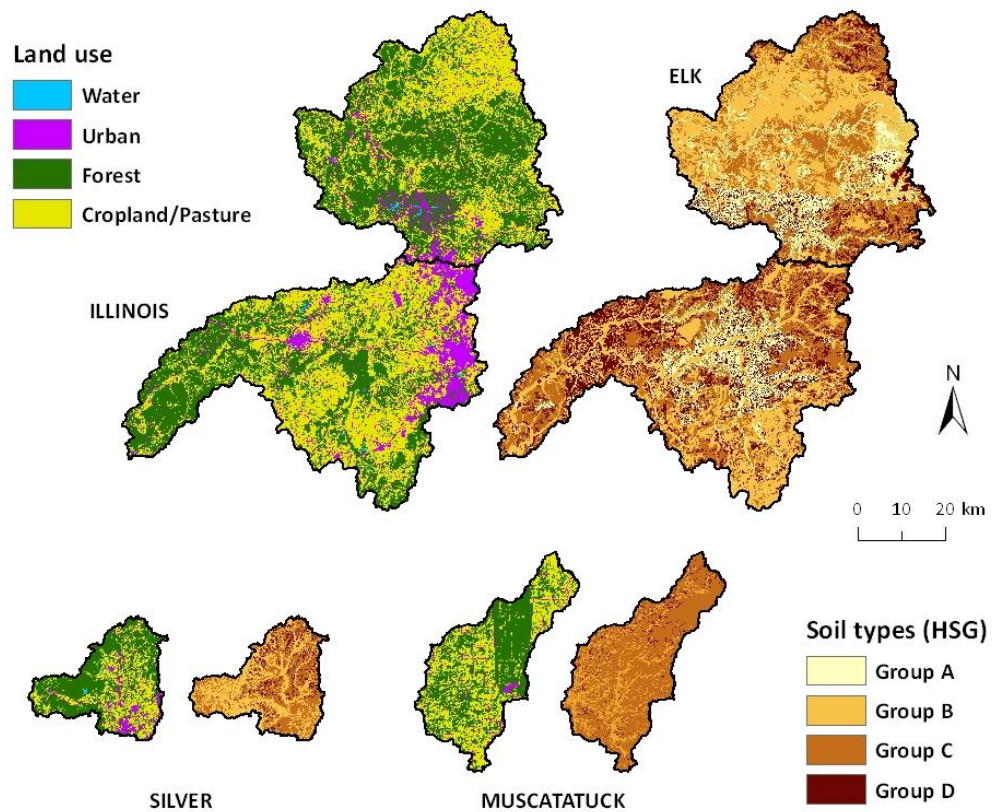 Land use
Water
Urban
Forest
Cropland/Pasture
ELK
ILLINOIS
N
0 10 20 km
Soil types (HSG)
Group A
Group B
Group C
Group D
SILVER
MUSCATATUCK